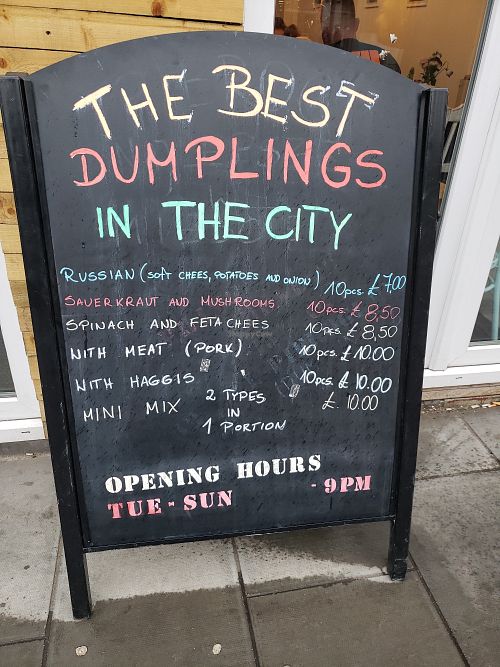 THE BEST
DUMPLINGS
IN THE CITY
RUSSIAN (SOFT CHEES, POTATOES AND ONION) 10pcs. £ 7.00
SAUERKRAUT AND MUSHROOMS. 10pcs. £ 8,50
SPINACH AND FETA CHEES 10pcs. £ 8,50
WITH MEAT (PORK) 10pcs. £ 10.00
WITH HAGGIS 10pcs. £ 10.00
MINI MIX 2 TYPES £. 10.00
IN
1 PORTION
OPENING HOURS
TUE - SUN - 9PM